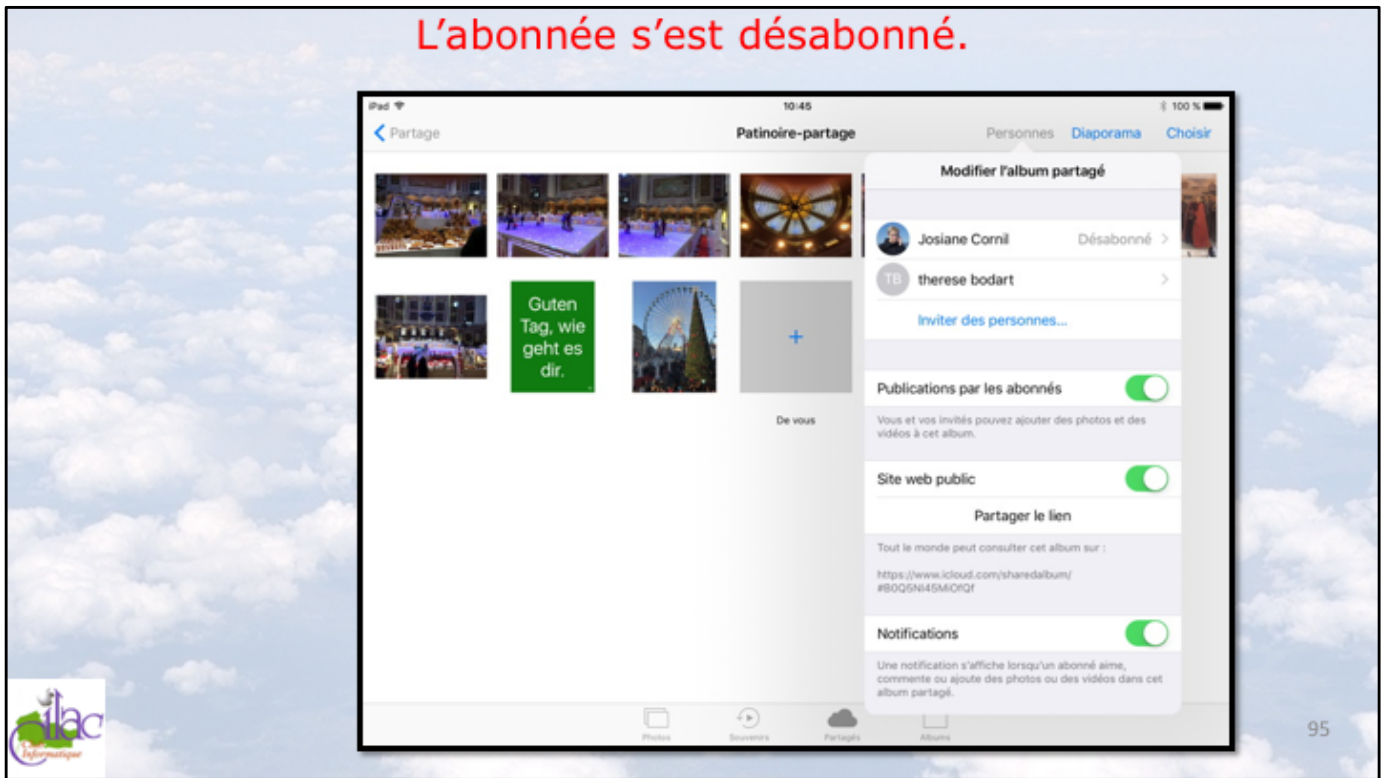 L'abonnée s'est désabonné.
iPad 10:45 100 %
Partage Patinoire-partage Personnes Diaporama Choisir
Modifier l'album partagé
Josiane Cornil Désabonné
TB therese bodart
Inviter des personnes...
Guten
Tag, wie
geht es
dir.
+
De vous
Publications par les abonnés
Vous et vos invités pouvez ajouter des photos et des
vidéos à cet album.
Site web public
Partager le lien
Tout le monde peut consulter cet album sur :
https://www.icloud.com/sharedalbum/
#B0Q5Nl45MiOfQf
Notifications
Une notification s'affiche lorsqu'un abonné aime,
commente ou ajoute des photos ou des vidéos dans cet
album partagé.
Photos Souvenirs Partagés Albums
ilac
Informatique
95